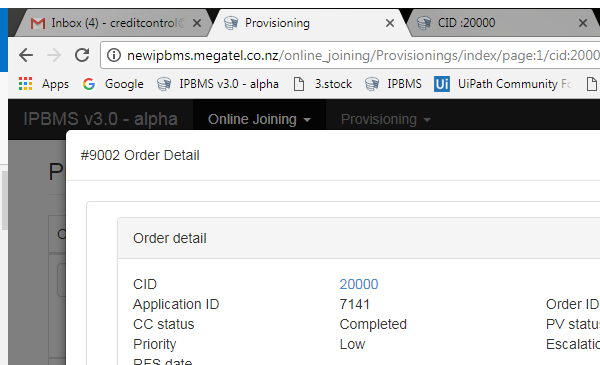 Inbox (4) - creditcontrol@
Provisioning
CID :20000
newipbms.megatel.co.nz/online_joining/Provisionings/index/page:1/cid:2000
Apps Google IPBMS v3.0 - alpha 3.stock IPBMS Ui UiPath Community Fo
IPBMS v3.0 - alpha Online Joining Provisioning
P
#9002 Order Detail
Order detail
CID 20000
Application ID 7141 Order ID
CC status Completed PV statu
Priority Low Escalatio
RFS date